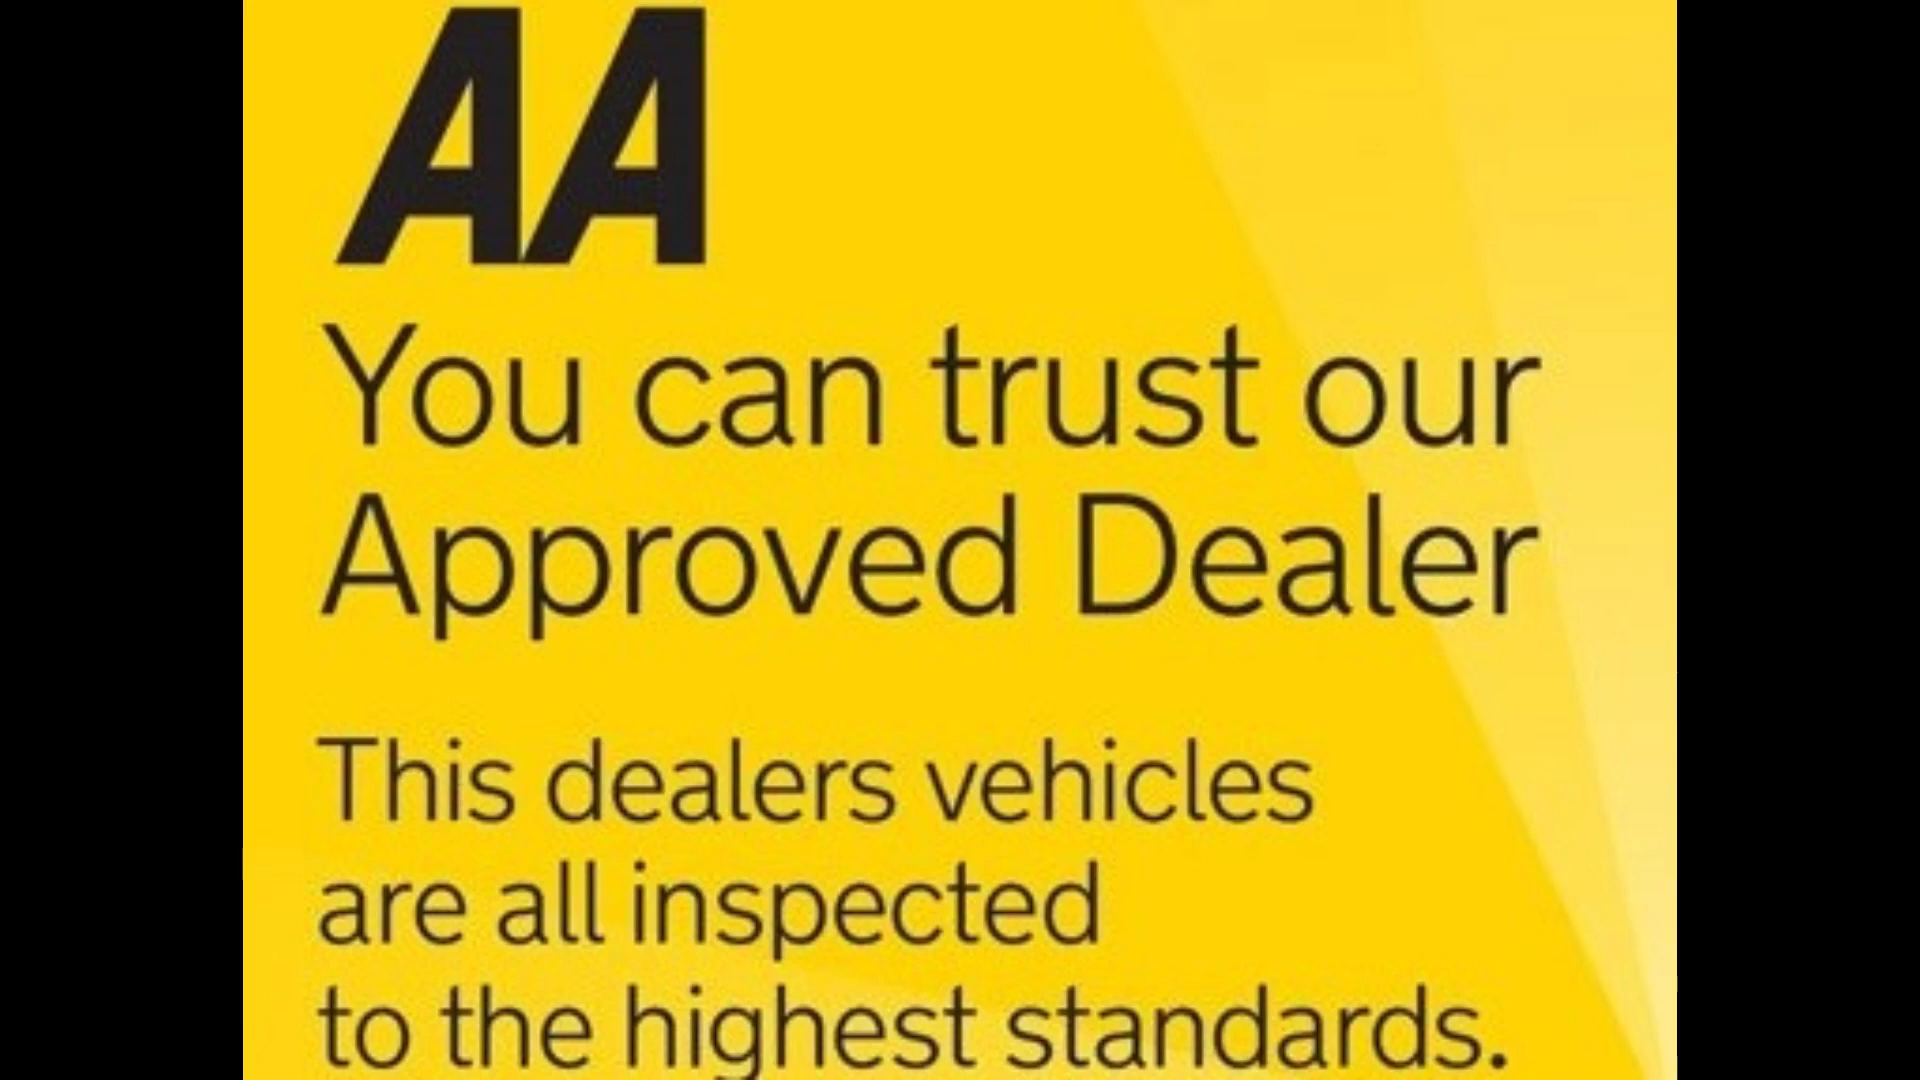 AA
You can trust our
Approved Dealer
This dealers vehicles
are all inspected
to the highest standards.